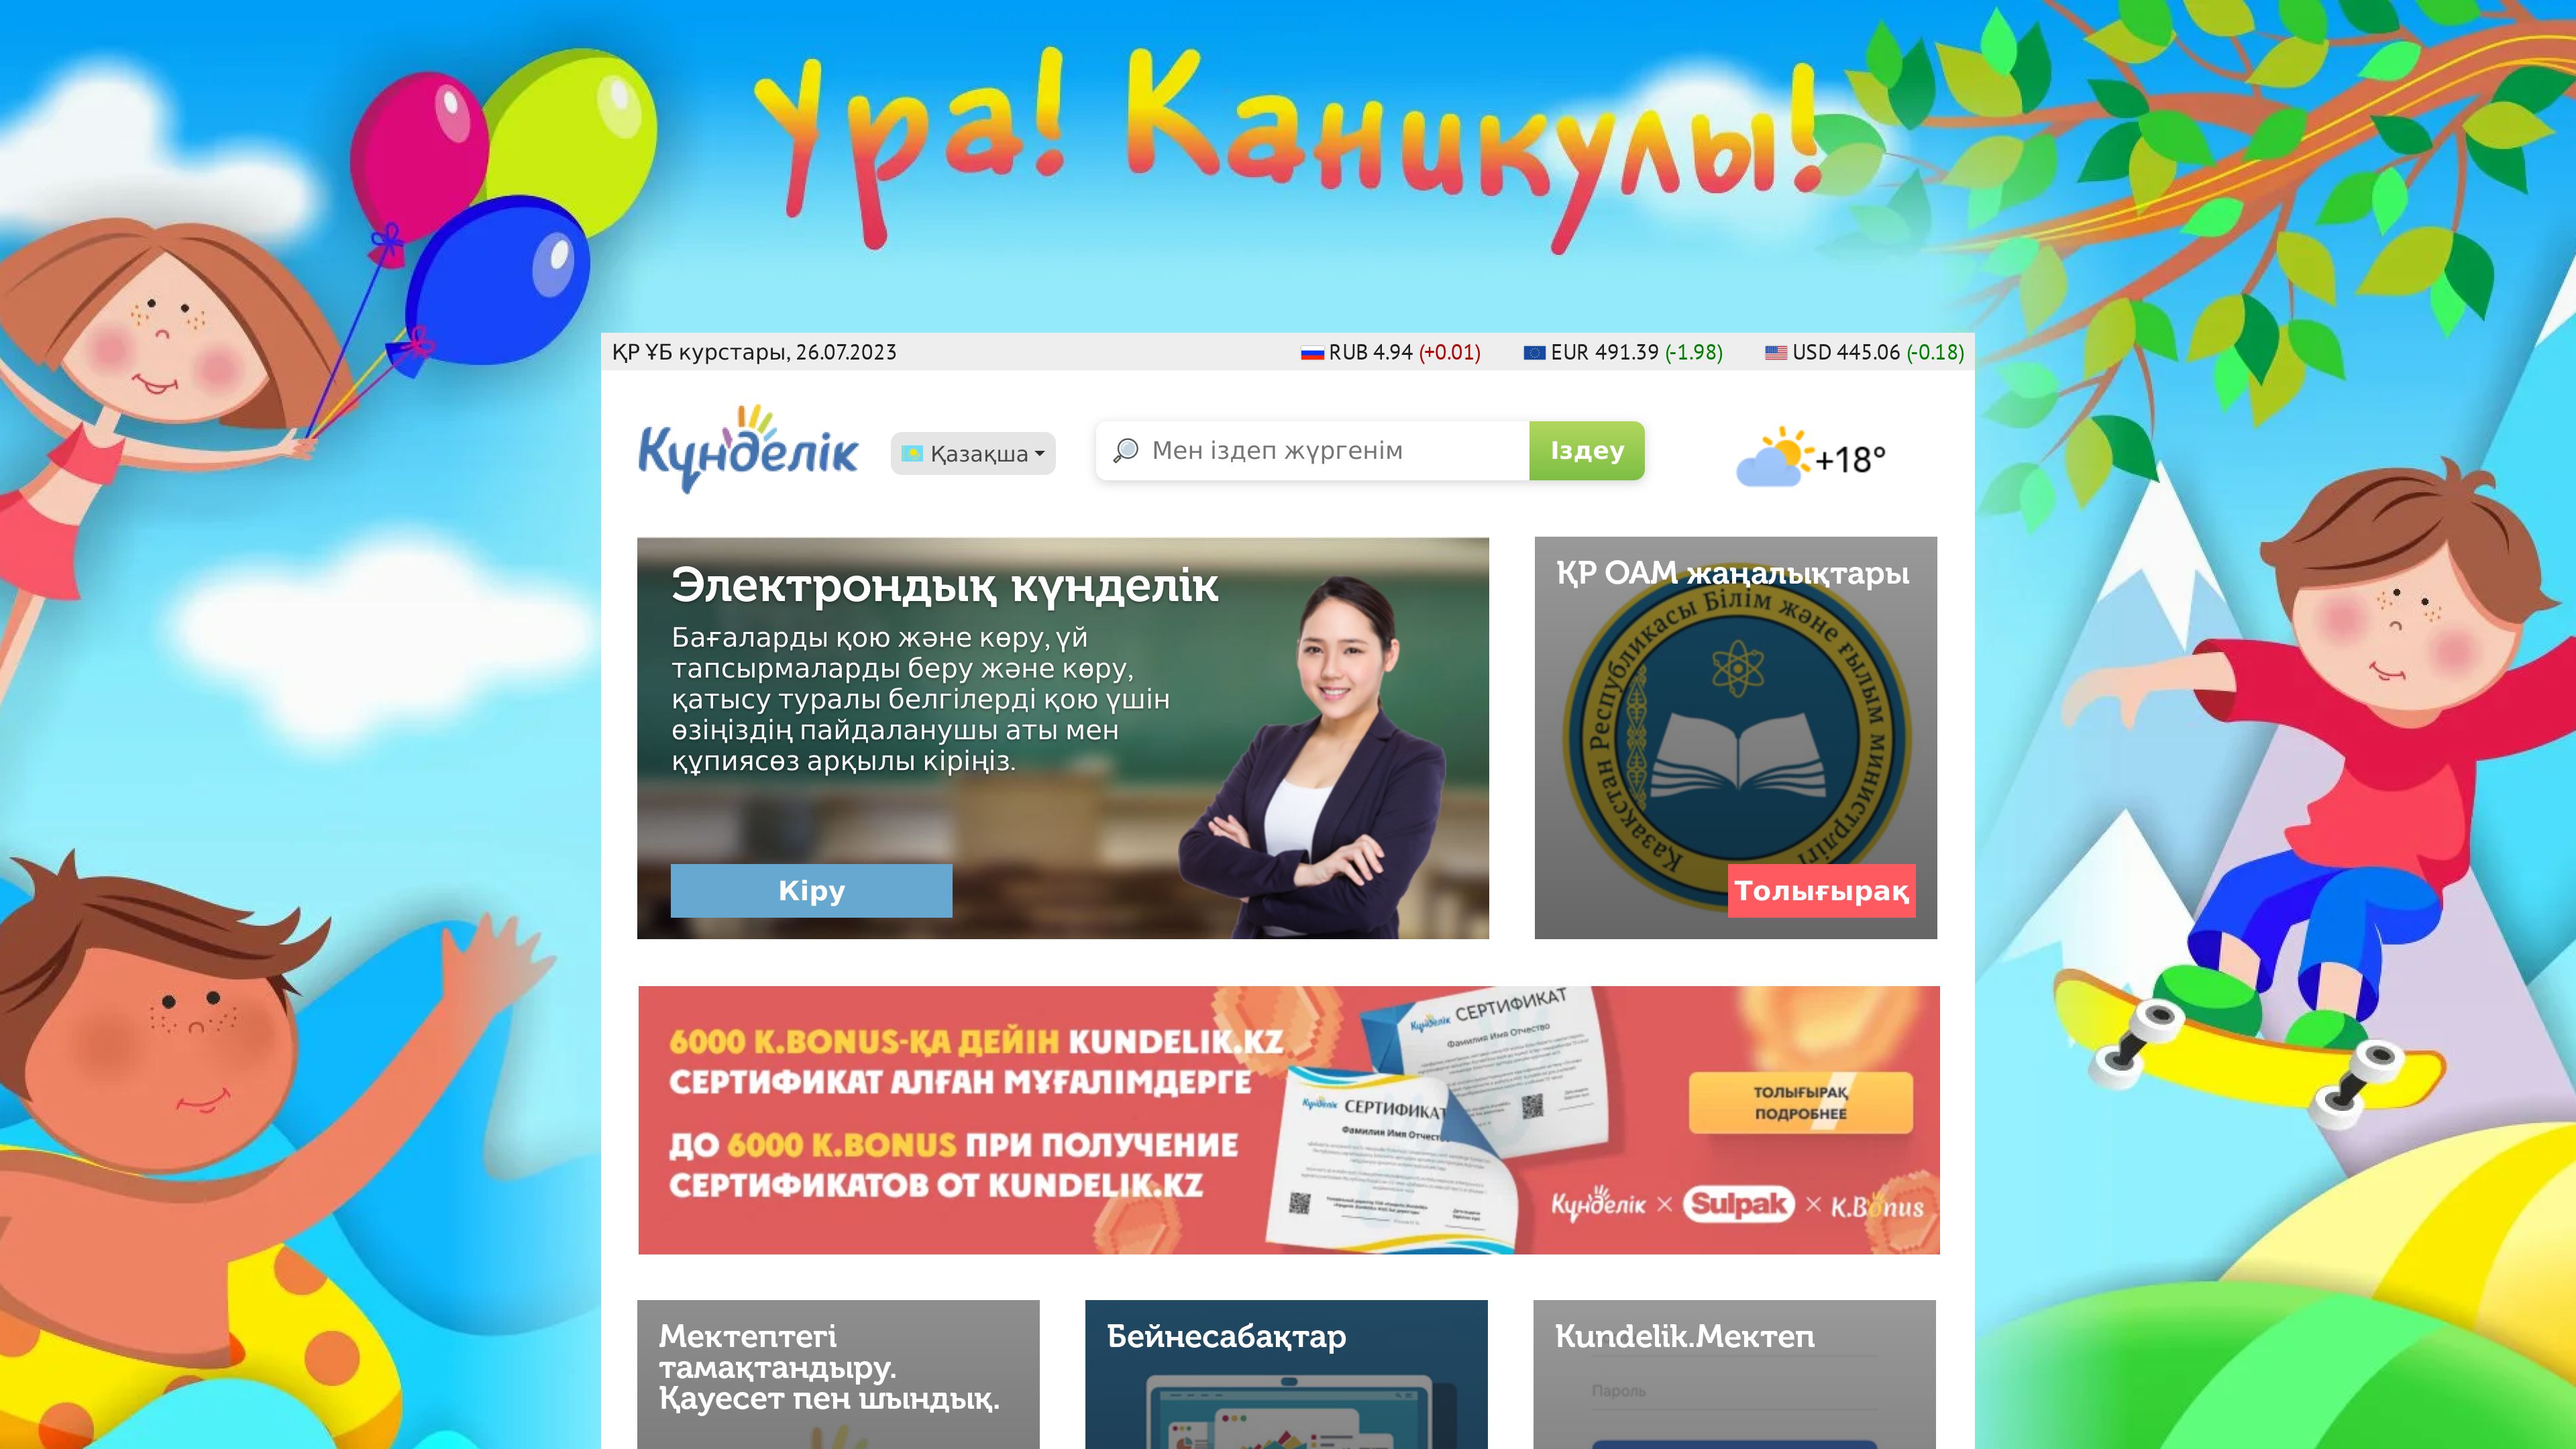 Ура! Каникулы!
ҚР ҰБ курстары, 26.07.2023
RUB 4.94 (+0.01)
EUR 491.39 (-1.98)
USD 445.06 (-0.18)
Күнделік
Қазақша
Мен іздеп жүргенім
Іздеу
+18°
Электрондық күнделік
Бағаларды қою және көру, үй
тапсырмаларды беру және көру,
қатысу туралы белгілерді қою үшін
өзіңіздің пайдаланушы аты мен
құпиясөз арқылы кіріңіз.
Кіру
ҚР ОАМ жаңалықтары
Қазақстан Республикасы Білім және ғылым министрлігі
Толығырақ
6000 K.BONUS-ҚА ДЕЙІН KUNDELIK.KZ
СЕРТИФИКАТ АЛҒАН МҰҒАЛІМДЕРГЕ
ДО 6000 K.BONUS ПРИ ПОЛУЧЕНИЕ
СЕРТИФИКАТОВ ОТ KUNDELIK.KZ
Күнделік СЕРТИФИКАТ
Фамилия Имя Отчество
Күнделік СЕРТИФИКАТ
Фамилия Имя Отчество
ТОЛЫҒЫРАҚ
ПОДРОБНЕЕ
Күнделік × Sulpak × K.Bonus
Мектептегі
тамақтандыру.
Қауесет пен шындық.
Бейнесабақтар
Kundelik.Мектеп
Пароль